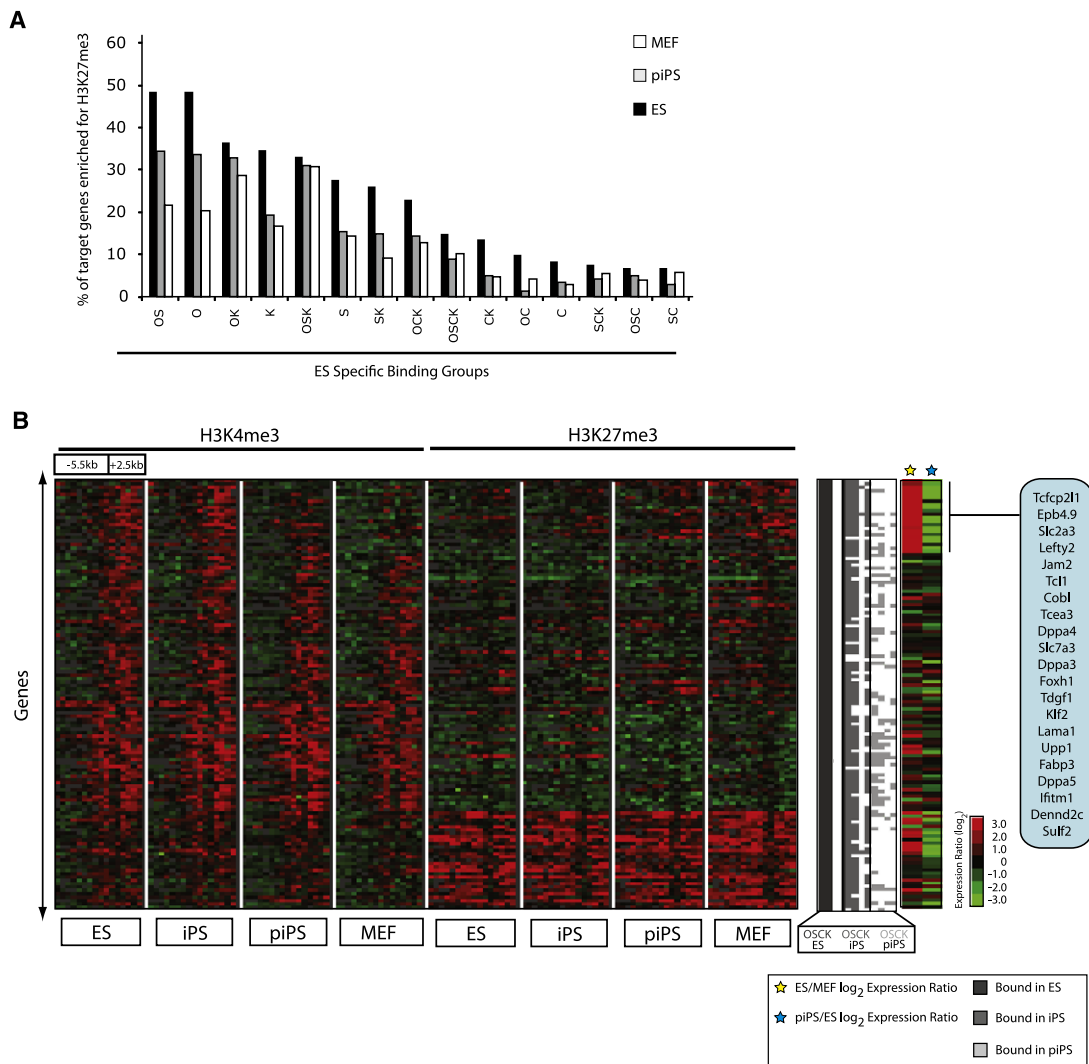 A
% of target genes enriched for H3K27me3
60
50
40
30
20
10
0
MEF
piPS
ES
OS
O
OK
K
OSK
S
SK
OCK
OSCK
CK
OC
C
SCK
OSC
SC
ES Specific Binding Groups
B
H3K4me3
H3K27me3
-5.5kb
+2.5kb
Genes
ES
iPS
piPS
MEF
ES
iPS
piPS
MEF
OSCK
ES
OSCK
iPS
OSCK
piPS
Tcfcp2l1
Epb4.9
Slc2a3
Lefty2
Jam2
Tcl1
Cobl
Tcea3
Dppa4
Slc7a3
Dppa3
Foxh1
Tdgf1
Klf2
Lama1
Upp1
Fabp3
Dppa5
Ifitm1
Dennd2c
Sulf2
Expression Ratio (log2)
3.0
2.0
1.0
0
-1.0
-2.0
-3.0
ES/MEF log2 Expression Ratio
piPS/ES log2 Expression Ratio
Bound in ES
Bound in iPS
Bound in piPS